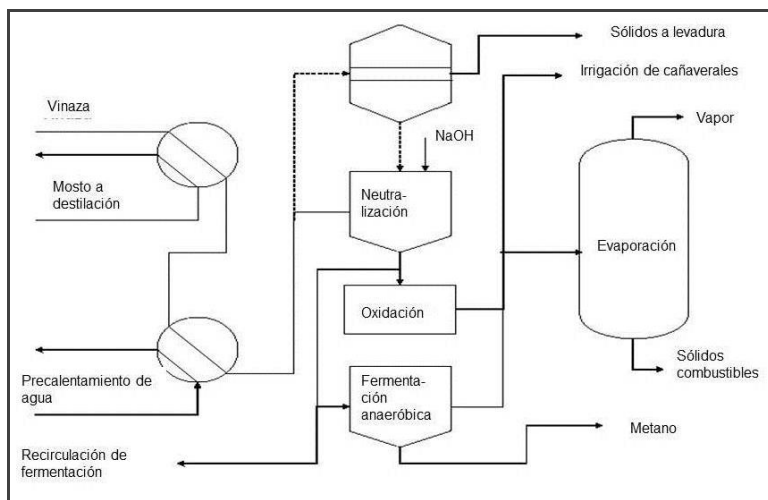 Sólidos a levadura
Irrigación de cañaverales
Vinaza
Vapor
NaOH
Mosto a
destilación
Neutra-
lización
Evaporación
Oxidación
Sólidos
combustibles
Precalentamiento de
agua
Fermenta-
ción
anaeróbica
Metano
Recirculación de
fermentación